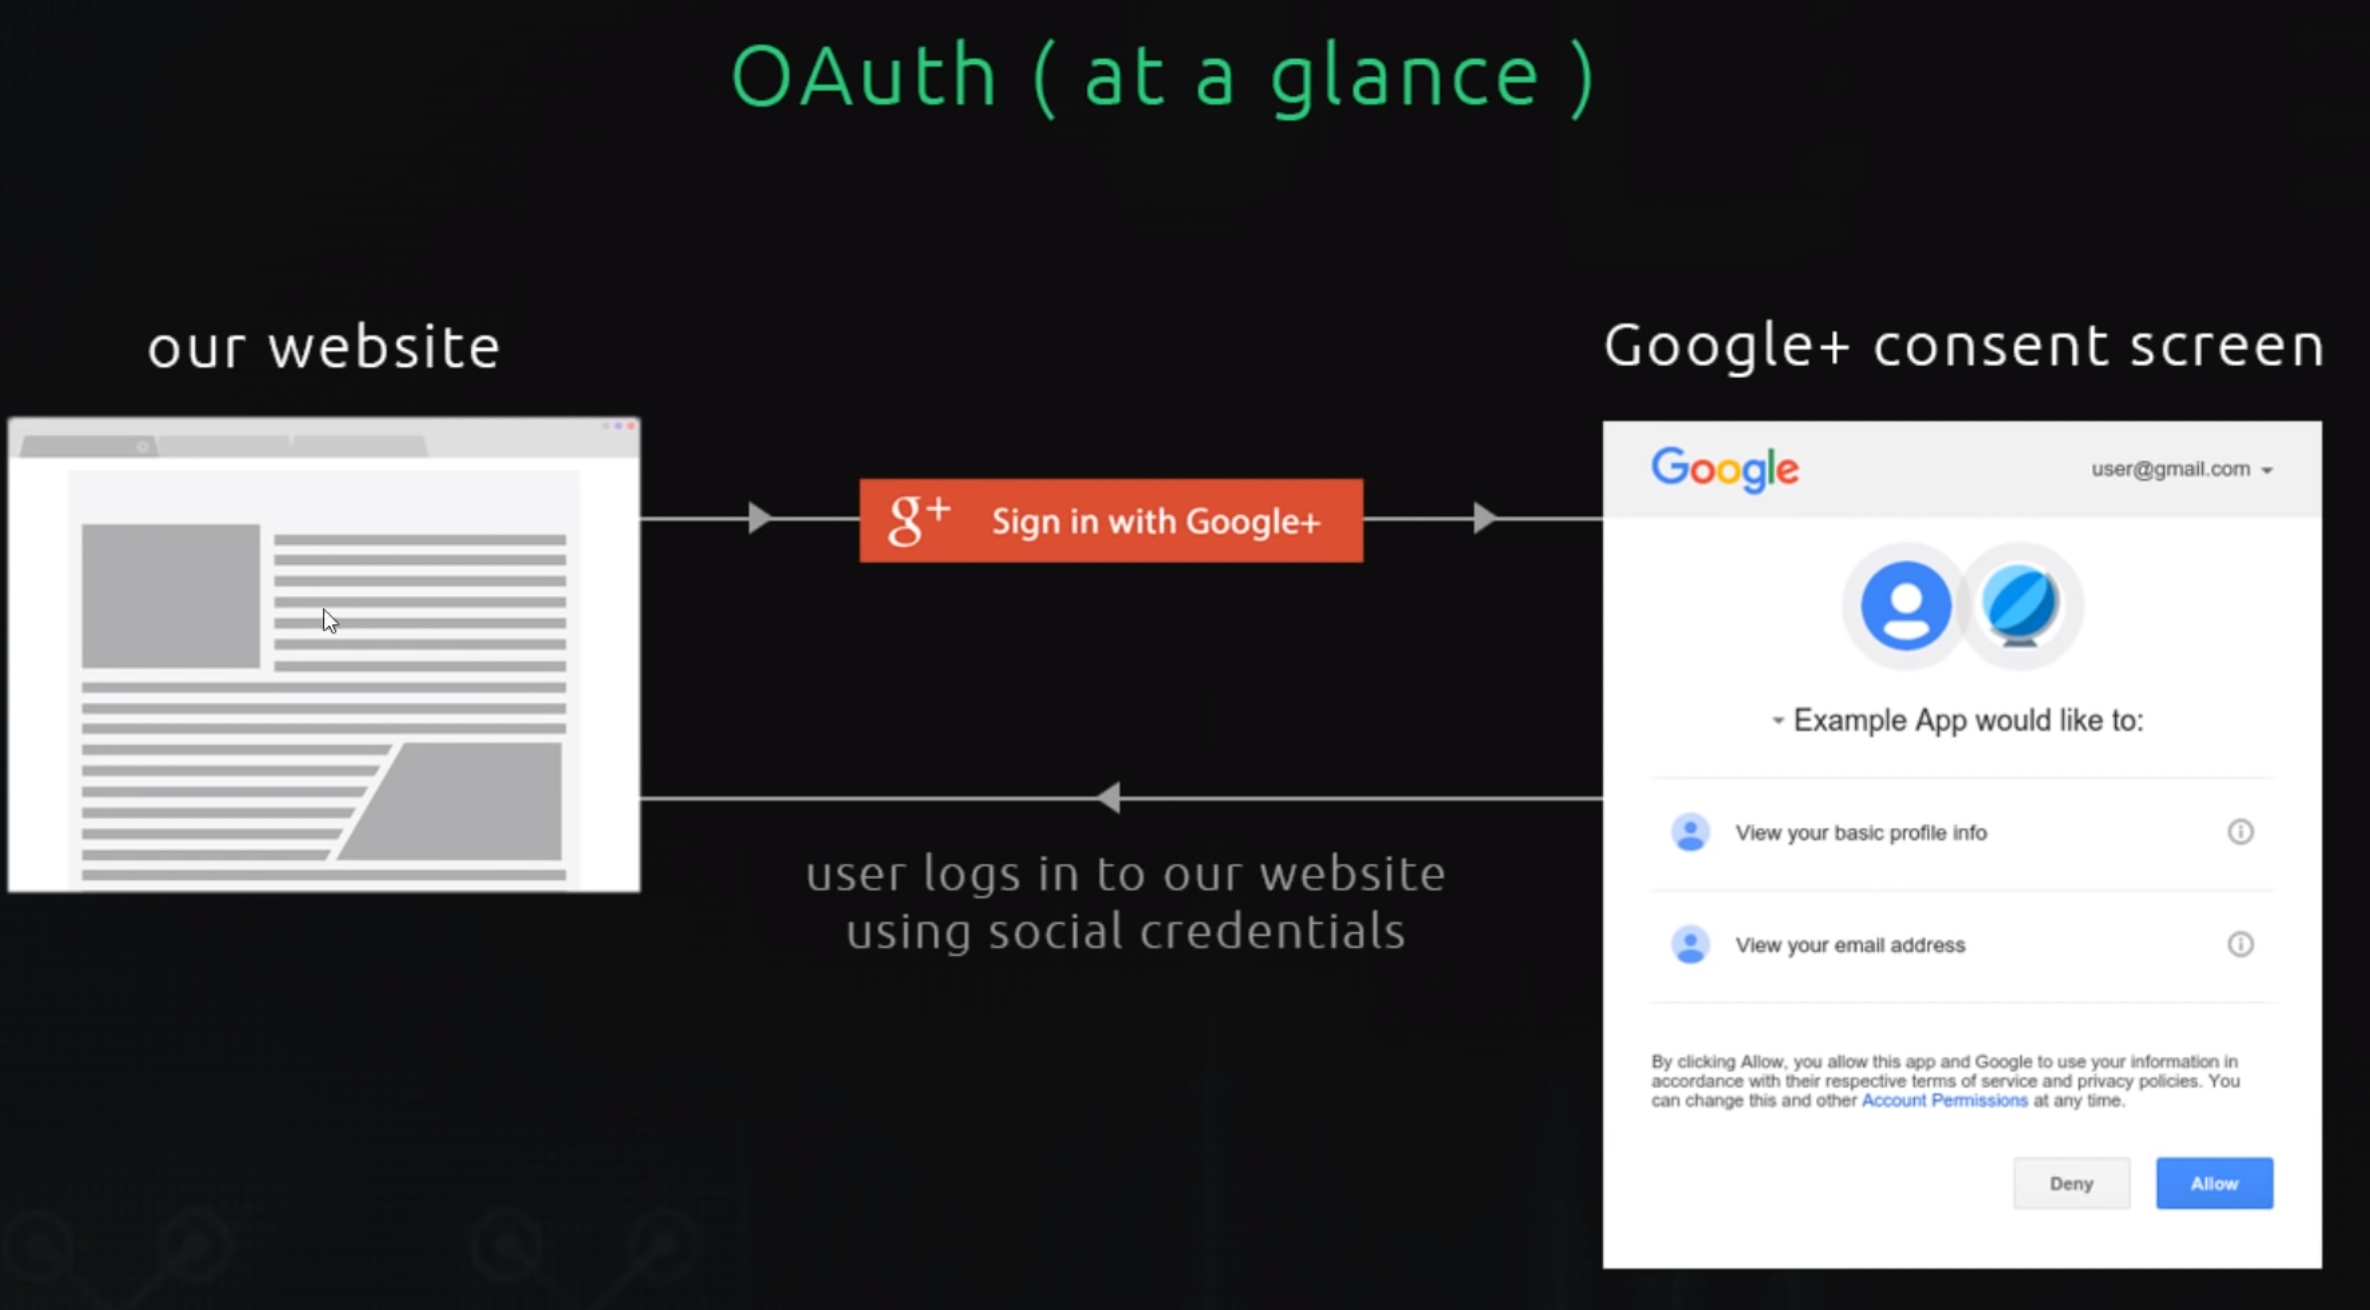 OAuth ( at a glance )
our website
Google+ consent screen
g+ Sign in with Google+
Google
user@gmail.com
Example App would like to:
View your basic profile info
View your email address
user logs in to our website
using social credentials
By clicking Allow, you allow this app and Google to use your information in
accordance with their respective terms of service and privacy policies. You
can change this and other Account Permissions at any time.
Deny
Allow